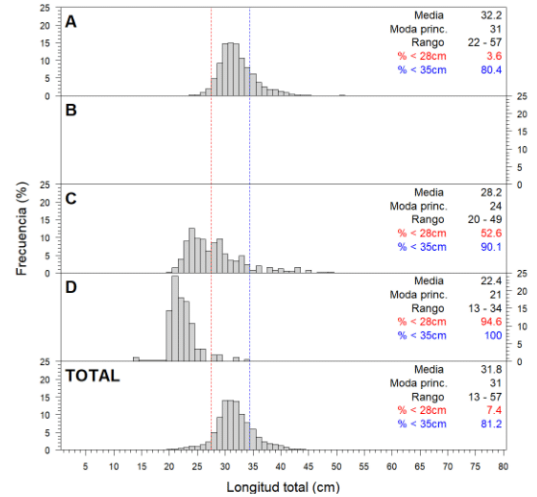 25
20
15
10
5
0
A
Media 32.2
Moda princ. 31
Rango 22 - 57
% < 28cm 3.6
% < 35cm 80.4
B
25
20
15
10
5
0
Frecuencia (%)
25
20
15
10
5
0
C
Media 28.2
Moda princ. 24
Rango 20 - 49
% < 28cm 52.6
% < 35cm 90.1
D
Media 22.4
Moda princ. 21
Rango 13 - 34
% < 28cm 94.6
% < 35cm 100
25
20
15
10
5
0
25
20
15
10
5
0
TOTAL
Media 31.8
Moda princ. 31
Rango 13 - 57
% < 28cm 7.4
% < 35cm 81.2
5 10 15 20 25 30 35 40 45 50 55 60 65 70 75 80
Longitud total (cm)